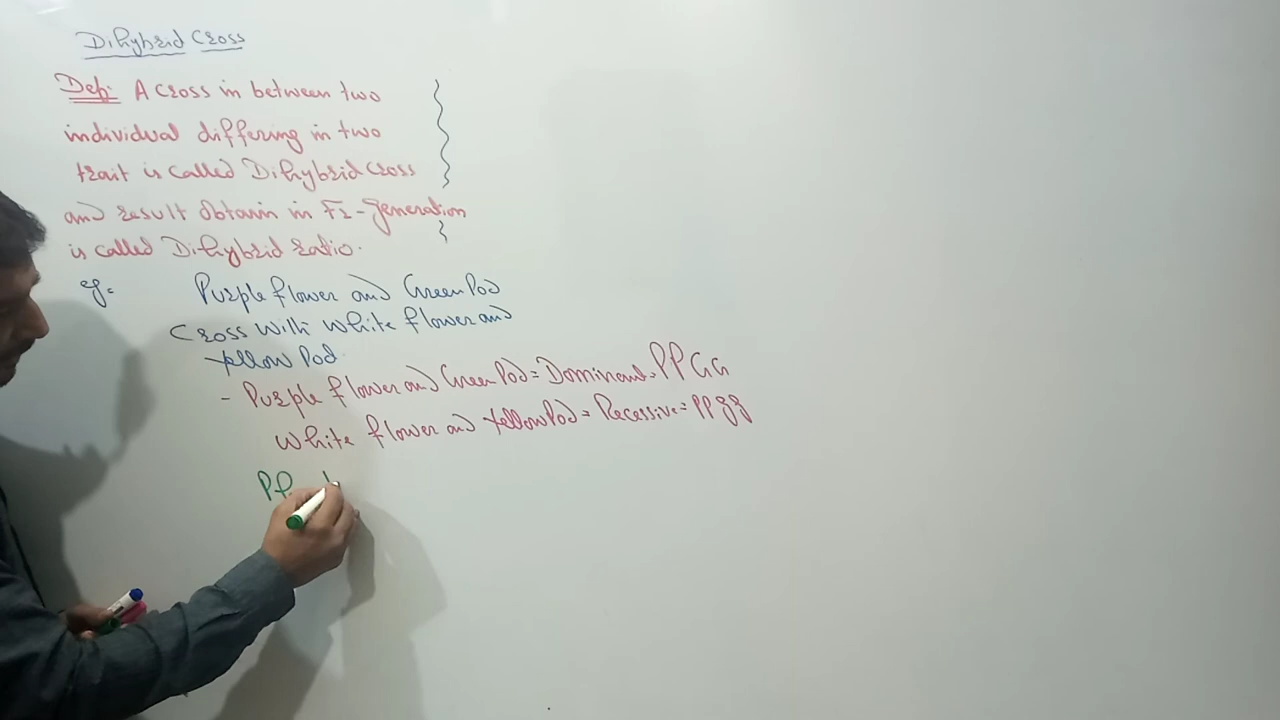 Dihybrid Cross
Def: A cross in between two
individual differing in two
trait is called Dihybrid cross
and result obtain in F2-generation
is called Dihybrid ratio.
eg:- Purple flower and Green Pod
Cross with white flower and
yellow Pod.
- Purple flower and Green Pod = Dominant = PPGG
white flower and yellow Pod = Recessive = ppgg
PP